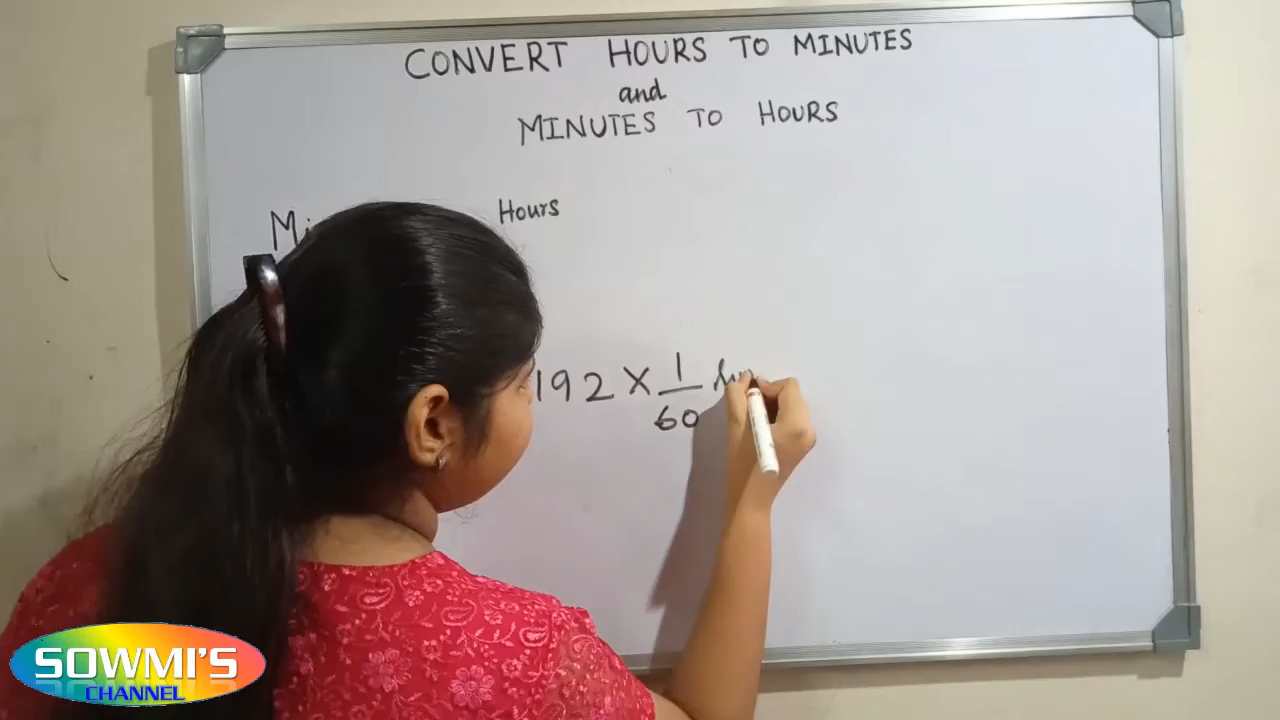 CONVERT HOURS TO MINUTES
and
MINUTES TO HOURS
Hours
192 X 1/60
SOWMI'S
CHANNEL